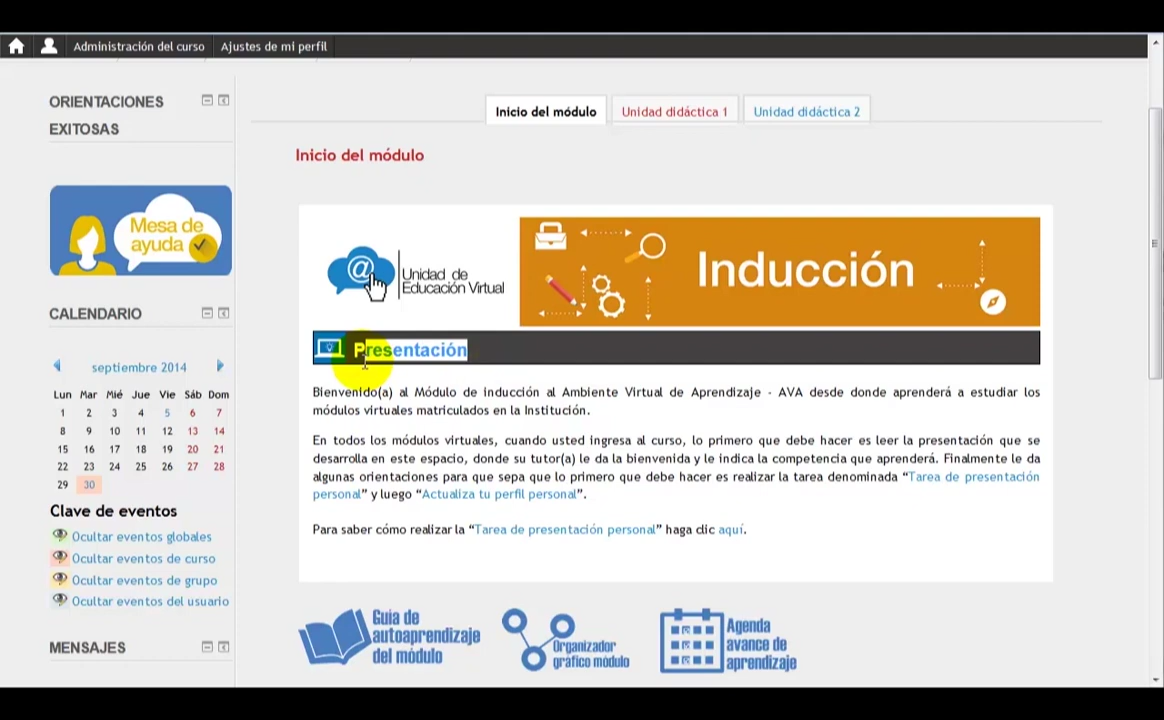 Administración del curso
Ajustes de mi perfil
ORIENTACIONES
EXITOSAS
Mesa de
ayuda
CALENDARIO
septiembre 2014
Lun Mar Mié Jue Vie Sáb Dom
1 2 3 4 5 6 7
8 9 10 11 12 13 14
15 16 17 18 19 20 21
22 23 24 25 26 27 28
29 30
Clave de eventos
Ocultar eventos globales
Ocultar eventos de curso
Ocultar eventos de grupo
Ocultar eventos del usuario
MENSAJES
Inicio del módulo
Unidad didáctica 1
Unidad didáctica 2
Inicio del módulo
@
Unidad de
Educación Virtual
Inducción
Presentación
Bienvenido(a) al Módulo de inducción al Ambiente Virtual de Aprendizaje - AVA desde donde aprenderá a estudiar los
módulos virtuales matriculados en la Institución.
En todos los módulos virtuales, cuando usted ingresa al curso, lo primero que debe hacer es leer la presentación que se
desarrolla en este espacio, donde su tutor(a) le da la bienvenida y le indica la competencia que aprenderá. Finalmente le da
algunas orientaciones para que sepa que lo primero que debe hacer es realizar la tarea denominada “Tarea de presentación
personal” y luego “Actualiza tu perfil personal”.
Para saber cómo realizar la “Tarea de presentación personal” haga clic aquí.
Guía de
autoaprendizaje
del módulo
Organizador
gráfico módulo
Agenda
avance de
aprendizaje